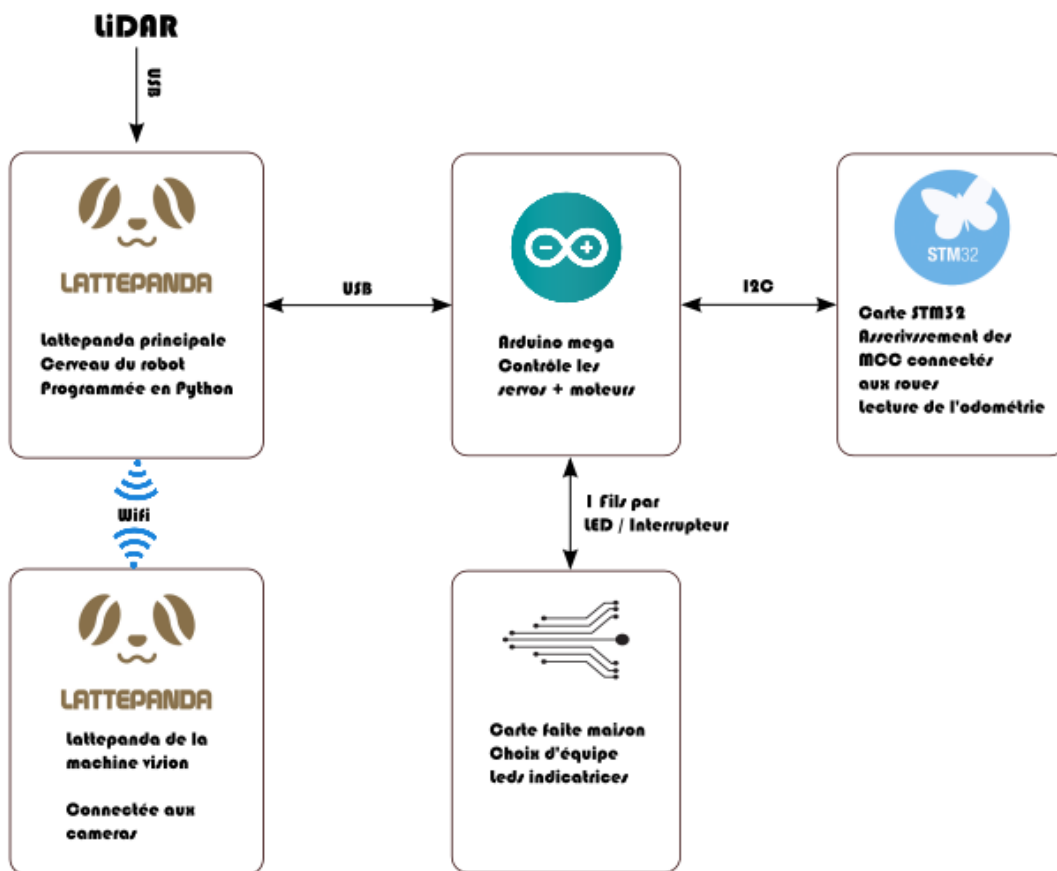 LiDAR
USB
LATTEPANDA
Lattepanda principale
Cerveau du robot
Programmée en Python
USB
Arduino mega
Contrôle les
servos + moteurs
I2C
STM32
Carte STM32
Asserivssement des
MCC connectés
aux roues
Lecture de l'odométrie
Wifi
1 Fils par
LED / Interrupteur
LATTEPANDA
Lattepanda de la
machine vision
Connectée aux
cameras
Carte faite maison
Choix d'équipe
Leds indicatrices